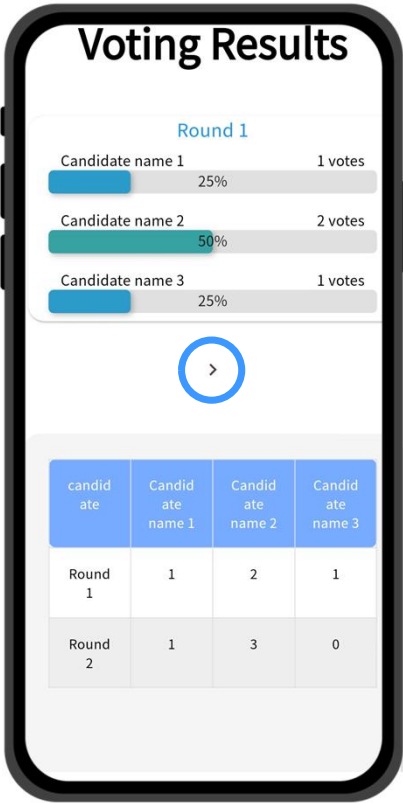 Voting Results
Round 1
Candidate name 1 1 votes
25%
Candidate name 2 2 votes
50%
Candidate name 3 1 votes
25%
candid
ate
Candid
ate
name 1
Candid
ate
name 2
Candid
ate
name 3
Round
1
1 2 1
Round
2
1 3 0